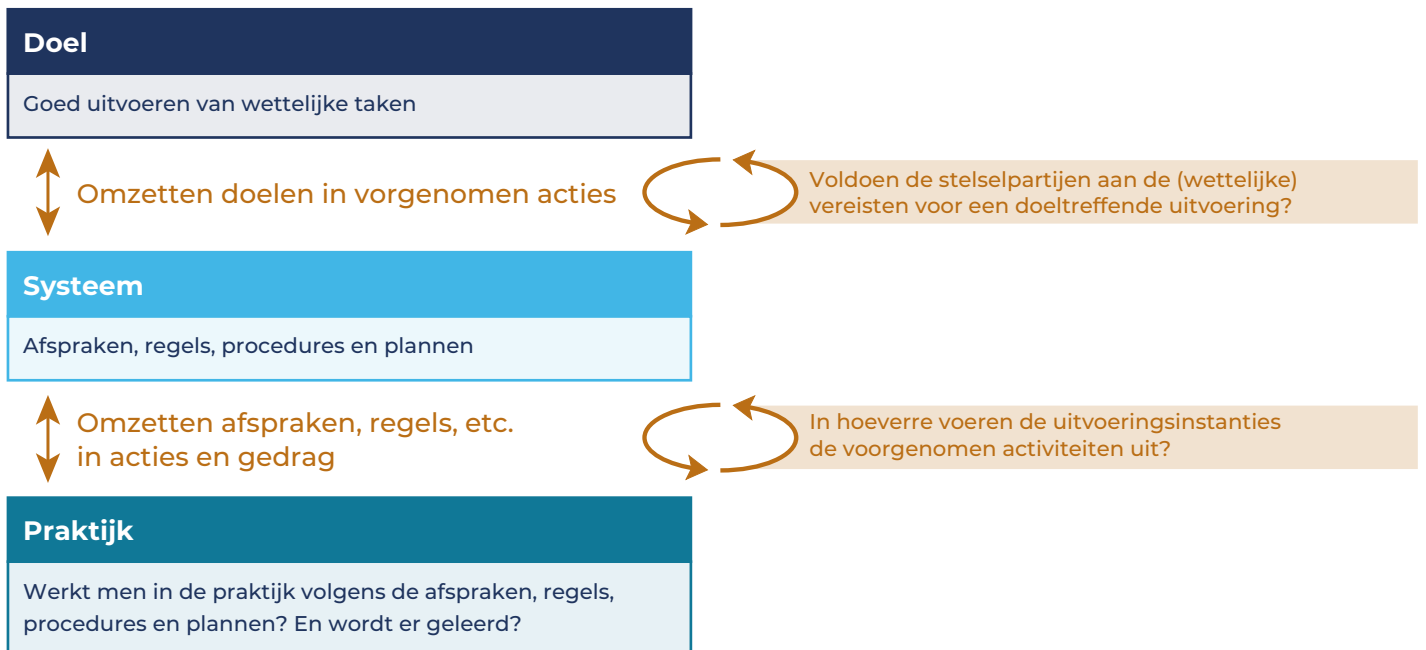 Doel
Goed uitvoeren van wettelijke taken
Omzetten doelen in vorgenomen acties
Voldoen de stelselpartijen aan de (wettelijke)
vereisten voor een doeltreffende uitvoering?
Systeem
Afspraken, regels, procedures en plannen
Omzetten afspraken, regels, etc.
in acties en gedrag
In hoeverre voeren de uitvoeringsinstanties
de voorgenomen activiteiten uit?
Praktijk
Werkt men in de praktijk volgens de afspraken, regels,
procedures en plannen? En wordt er geleerd?